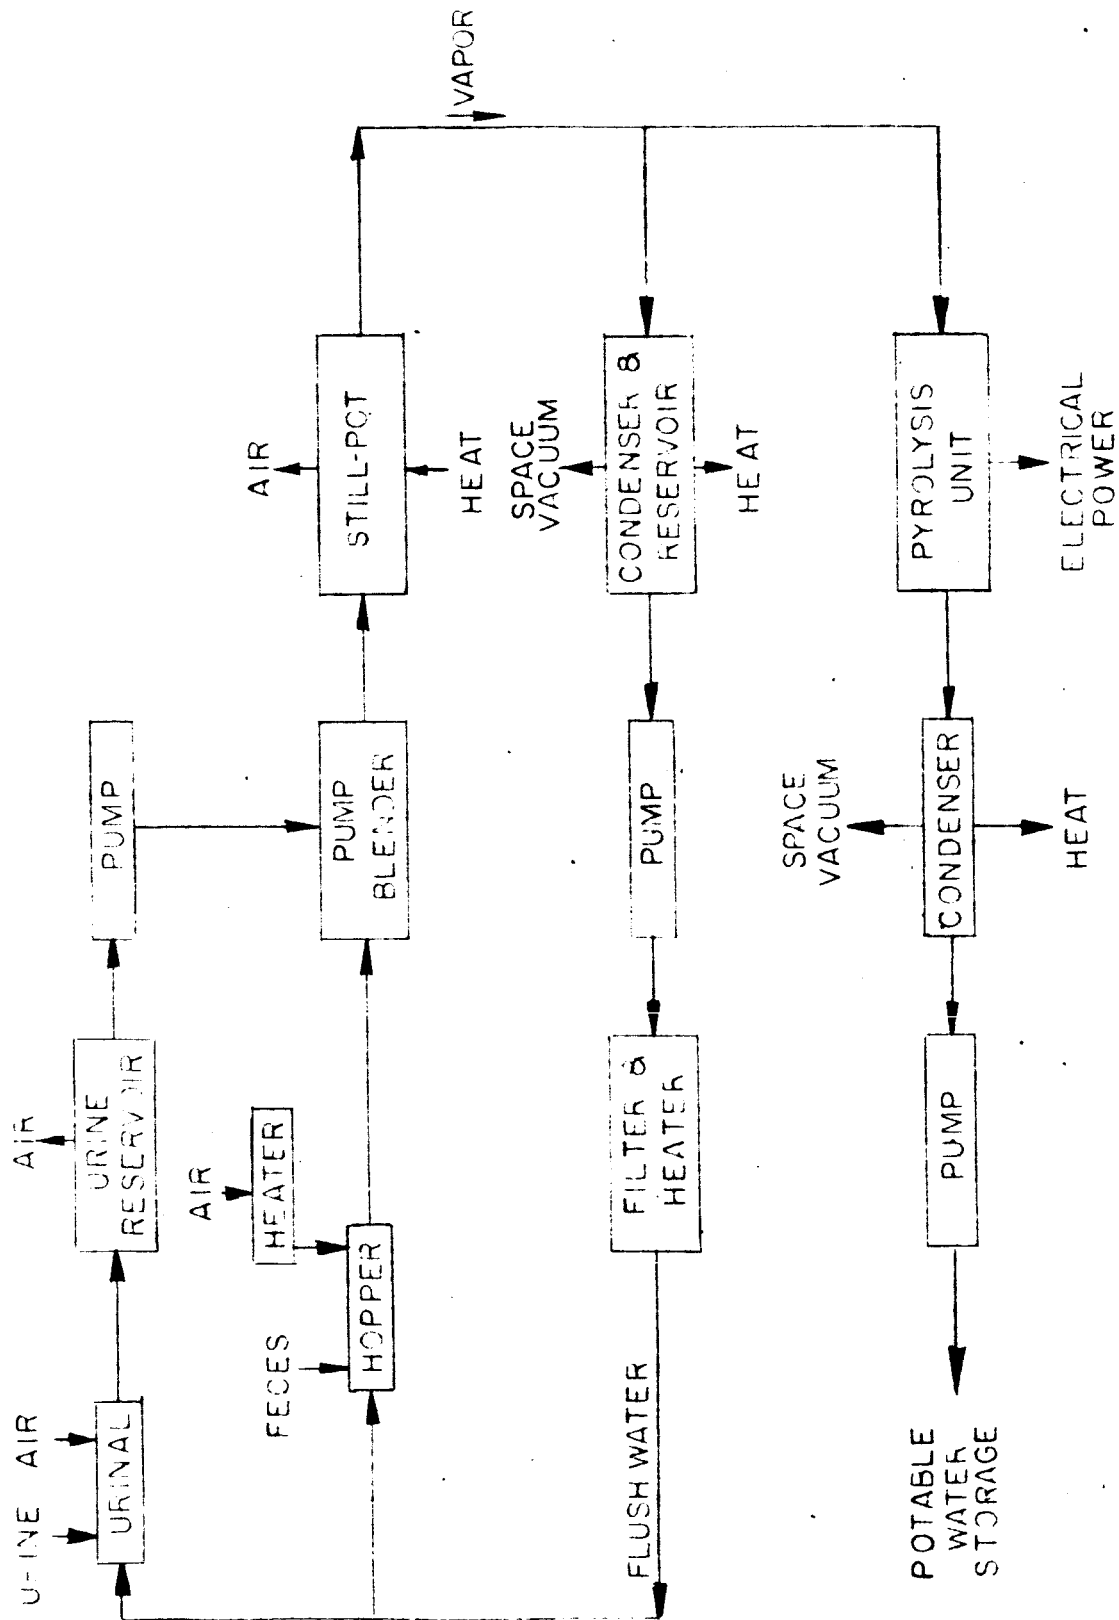 URINE
AIR
URINAL
AIR
URINE
RESERVOIR
PUMP
FECES
AIR
HEATER
HOPPER
PUMP
BLENDER
AIR
STILL-POT
HEAT
VAPOR
FLUSH WATER
FILTER &
HEATER
PUMP
SPACE
VACUUM
CONDENSER &
RESERVOIR
HEAT
POTABLE
WATER
STORAGE
PUMP
SPACE
VACUUM
CONDENSER
HEAT
PYROLYSIS
UNIT
ELECTRICAL
POWER